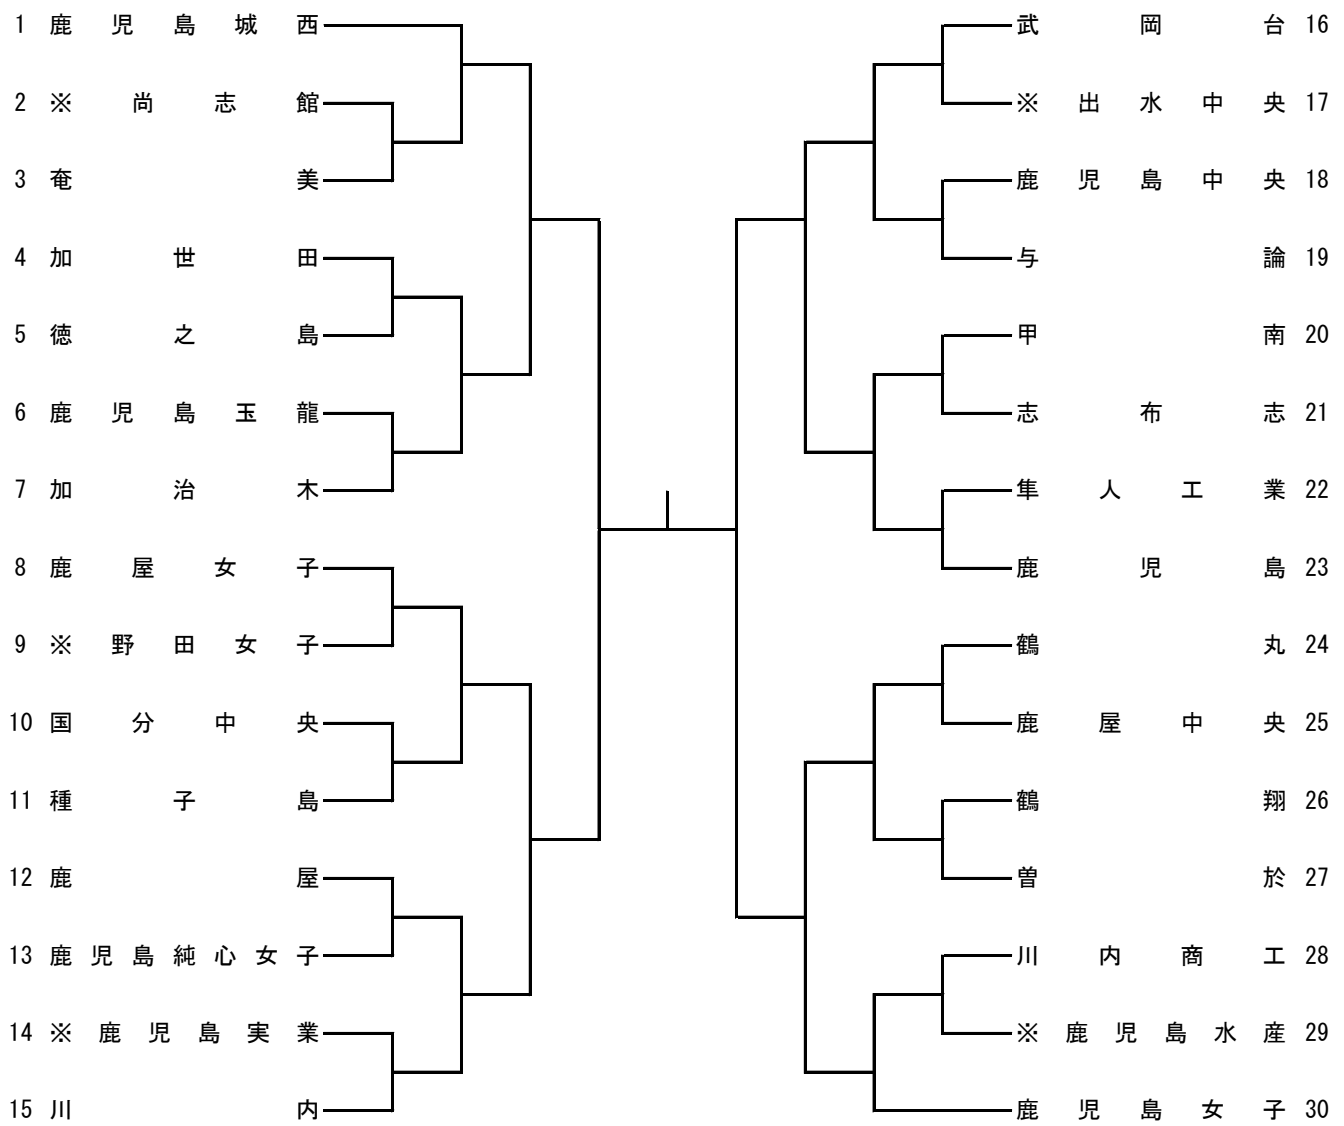 1 鹿児島城西
2 ※尚志館
3 奄美
4 加世田
5 徳之島
6 鹿児島玉龍
7 加治木
8 鹿屋女子
9 ※野田女子
10 国分中央
11 種子島
12 鹿屋
13 鹿児島純心女子
14 ※鹿児島実業
15 川内
武岡台 16
※出水中央 17
鹿児島中央 18
与論 19
甲南 20
志布志 21
隼人工業 22
鹿児島 23
鶴丸 24
鹿屋中央 25
鶴翔 26
曽於 27
川内商工 28
※鹿児島水産 29
鹿児島女子 30